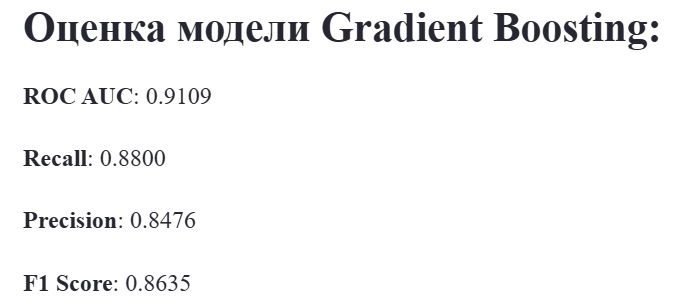 Оценка модели Gradient Boosting:
ROC AUC: 0.9109
Recall: 0.8800
Precision: 0.8476
F1 Score: 0.8635